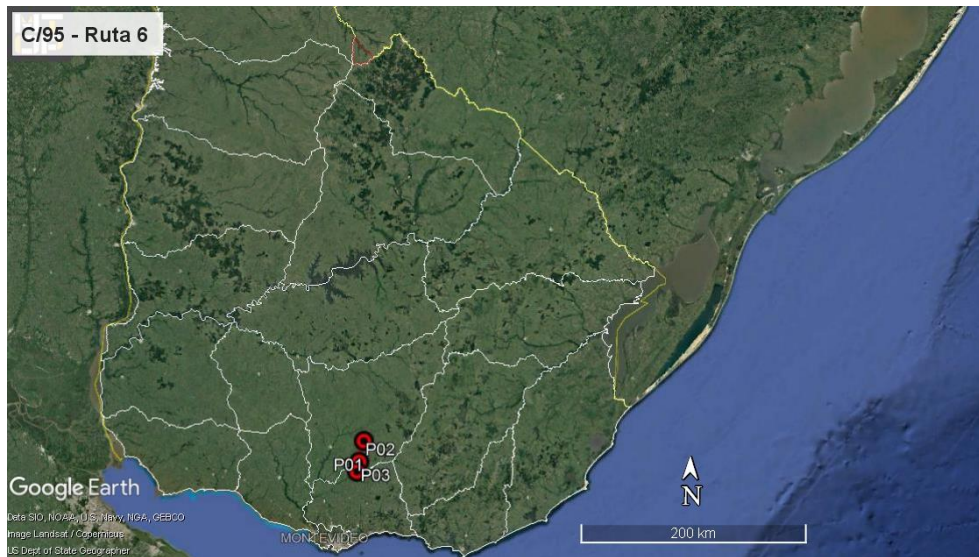 C/95 - Ruta 6
P02
P01
P03
Google Earth
N
200 km
Data SIO, NOAA, U.S. Navy, NGA, GEBCO
Image Landsat / Copernicus
US Dept of State Geographer
MONTEVIDEO